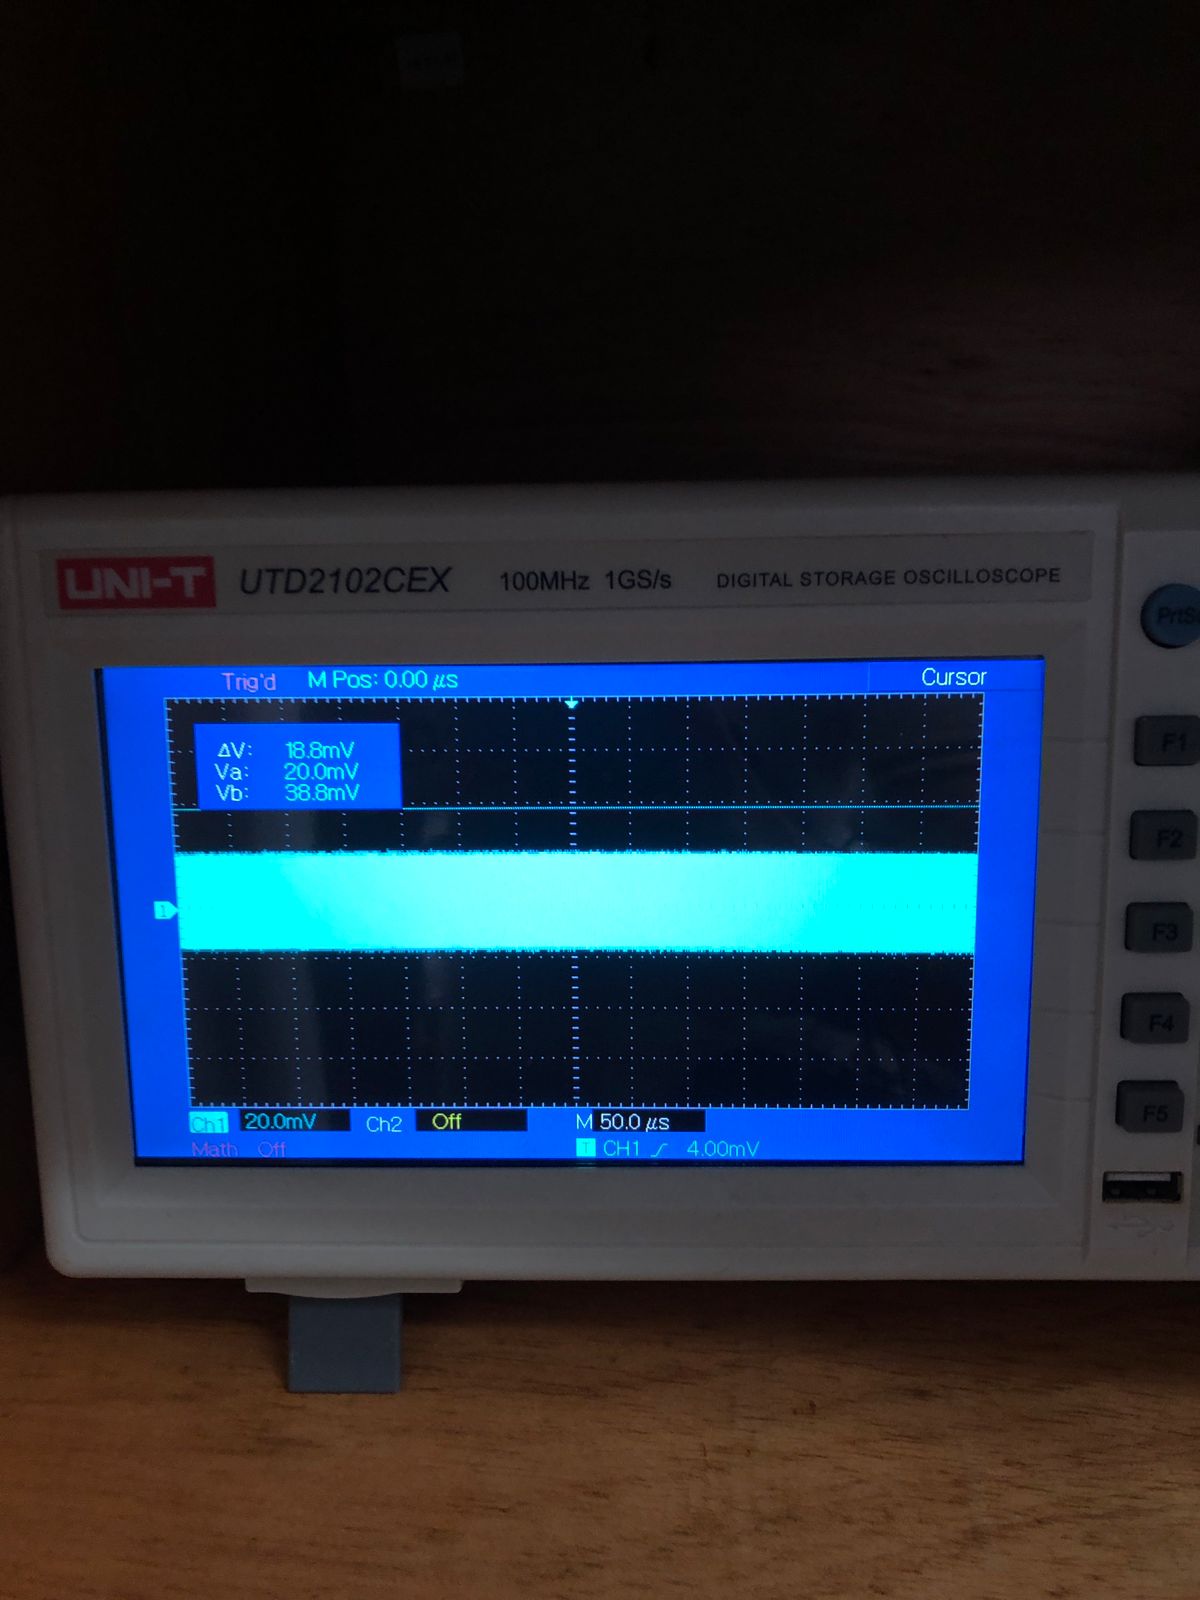 UNI-T UTD2102CEX 100MHz 1GS/s DIGITAL STORAGE OSCILLOSCOPE
Trig'd M Pos: 0.00 μs Cursor
ΔV: 18.8mV
Va: 20.0mV
Vb: 38.8mV
1
Ch1 20.0mV Ch2 Off M 50.0 μs
Math Off T CH1 4.00mV
F1
F2
F3
F4
F5